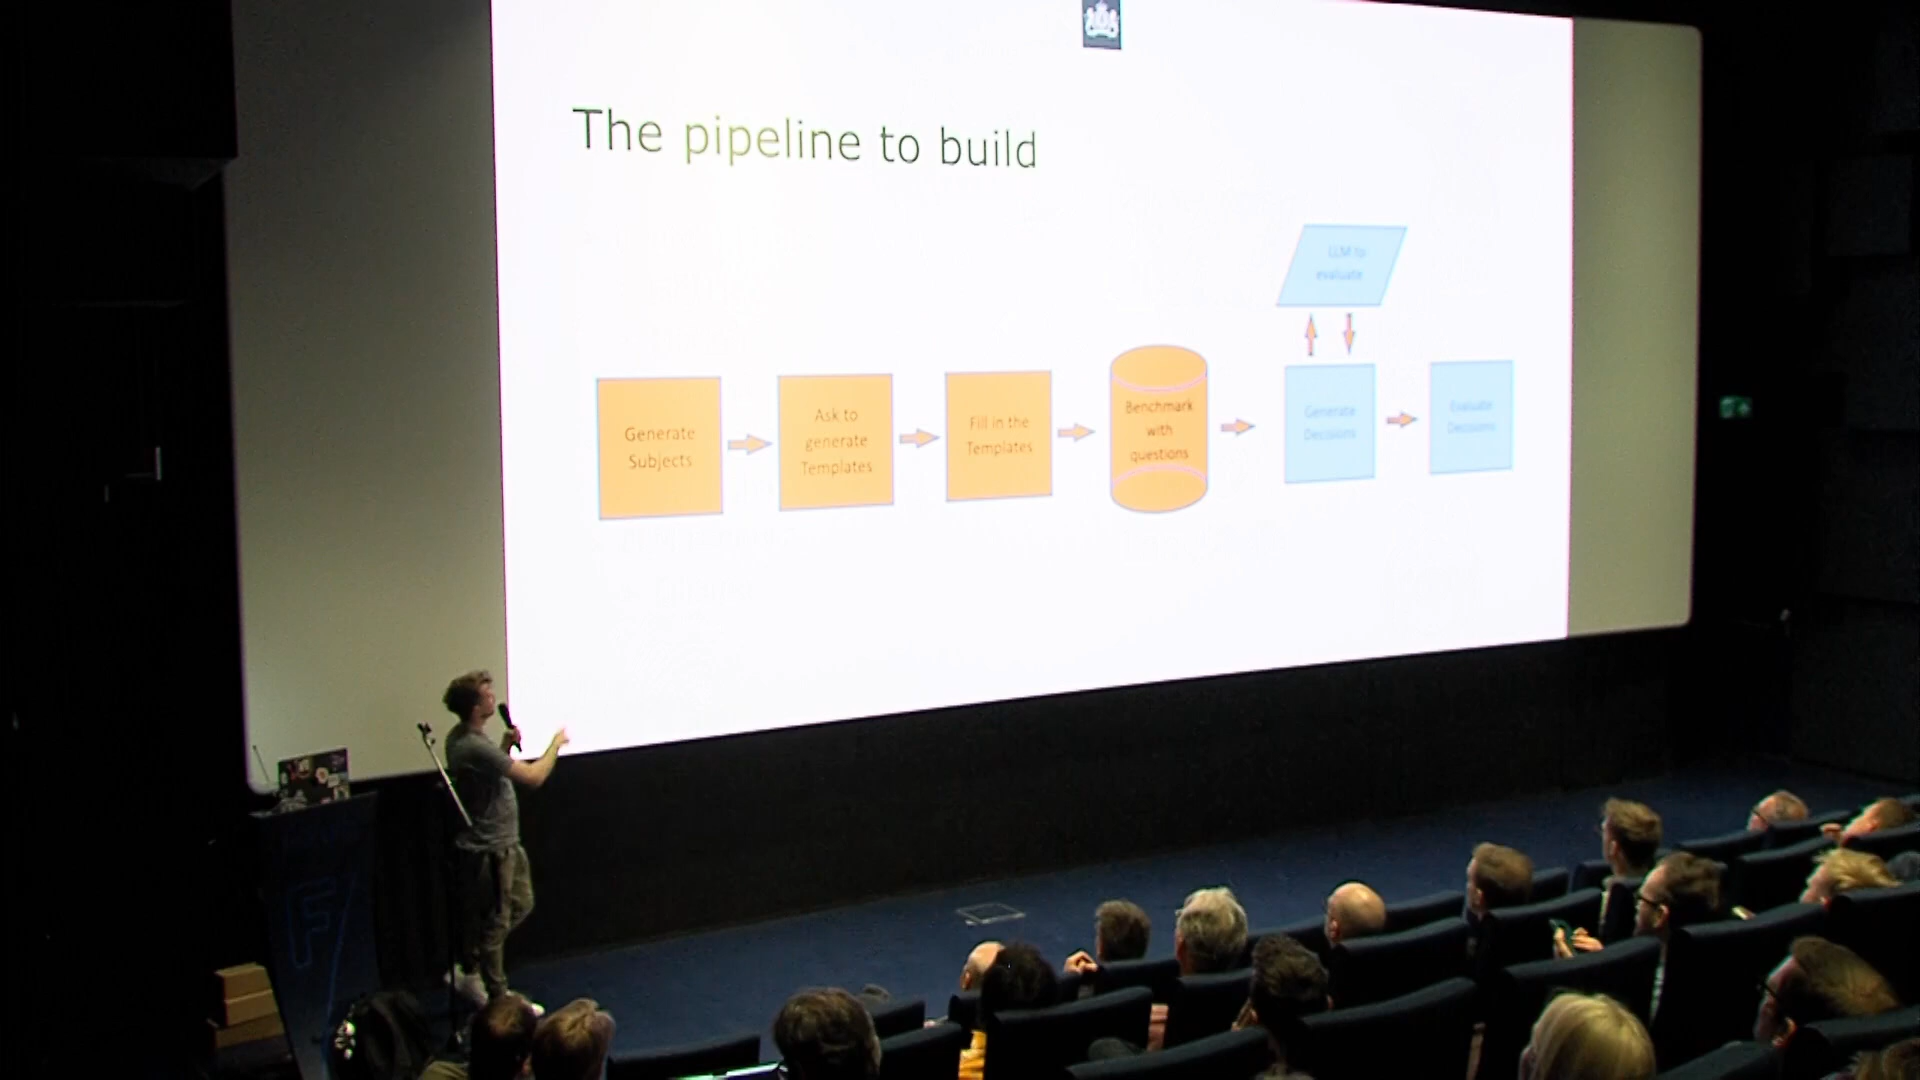 The pipeline to build
LLM to
evaluate
Generate
Subjects
Ask to
generate
Templates
Fill in the
Templates
Benchmark
with
questions
Generate
Decisions
Evaluate
Decisions
F/